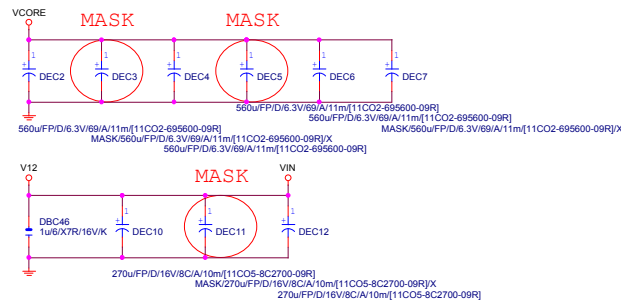 VCORE
MASK
MASK
1
1
1
1
1
1
+
+
+
+
+
+
DEC2
DEC3
DEC4
DEC5
DEC6
DEC7
560u/FP/D/6.3V/69/A/11m/[11CO2-695600-09R]
560u/FP/D/6.3V/69/A/11m/[11CO2-695600-09R]
560u/FP/D/6.3V/69/A/11m/[11CO2-695600-09R]
MASK/560u/FP/D/6.3V/69/A/11m/[11CO2-695600-09R]/X
MASK/560u/FP/D/6.3V/69/A/11m/[11CO2-695600-09R]/X
560u/FP/D/6.3V/69/A/11m/[11CO2-695600-09R]
V12
MASK
VIN
1
1
1
+
+
+
DBC46
1u/6/X7R/16V/K
DEC10
DEC11
DEC12
270u/FP/D/16V/8C/A/10m/[11CO5-8C2700-09R]
MASK/270u/FP/D/16V/8C/A/10m/[11CO5-8C2700-09R]/X
270u/FP/D/16V/8C/A/10m/[11CO5-8C2700-09R]